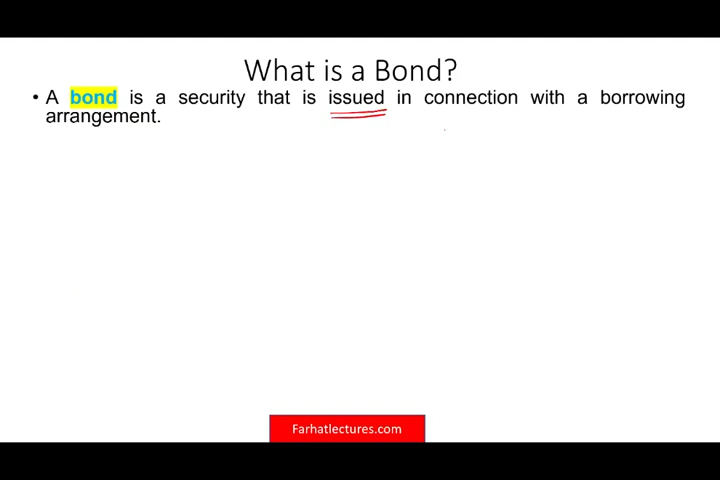 What is a Bond?
• A bond is a security that is issued in connection with a borrowing
arrangement.
Farhatlectures.com